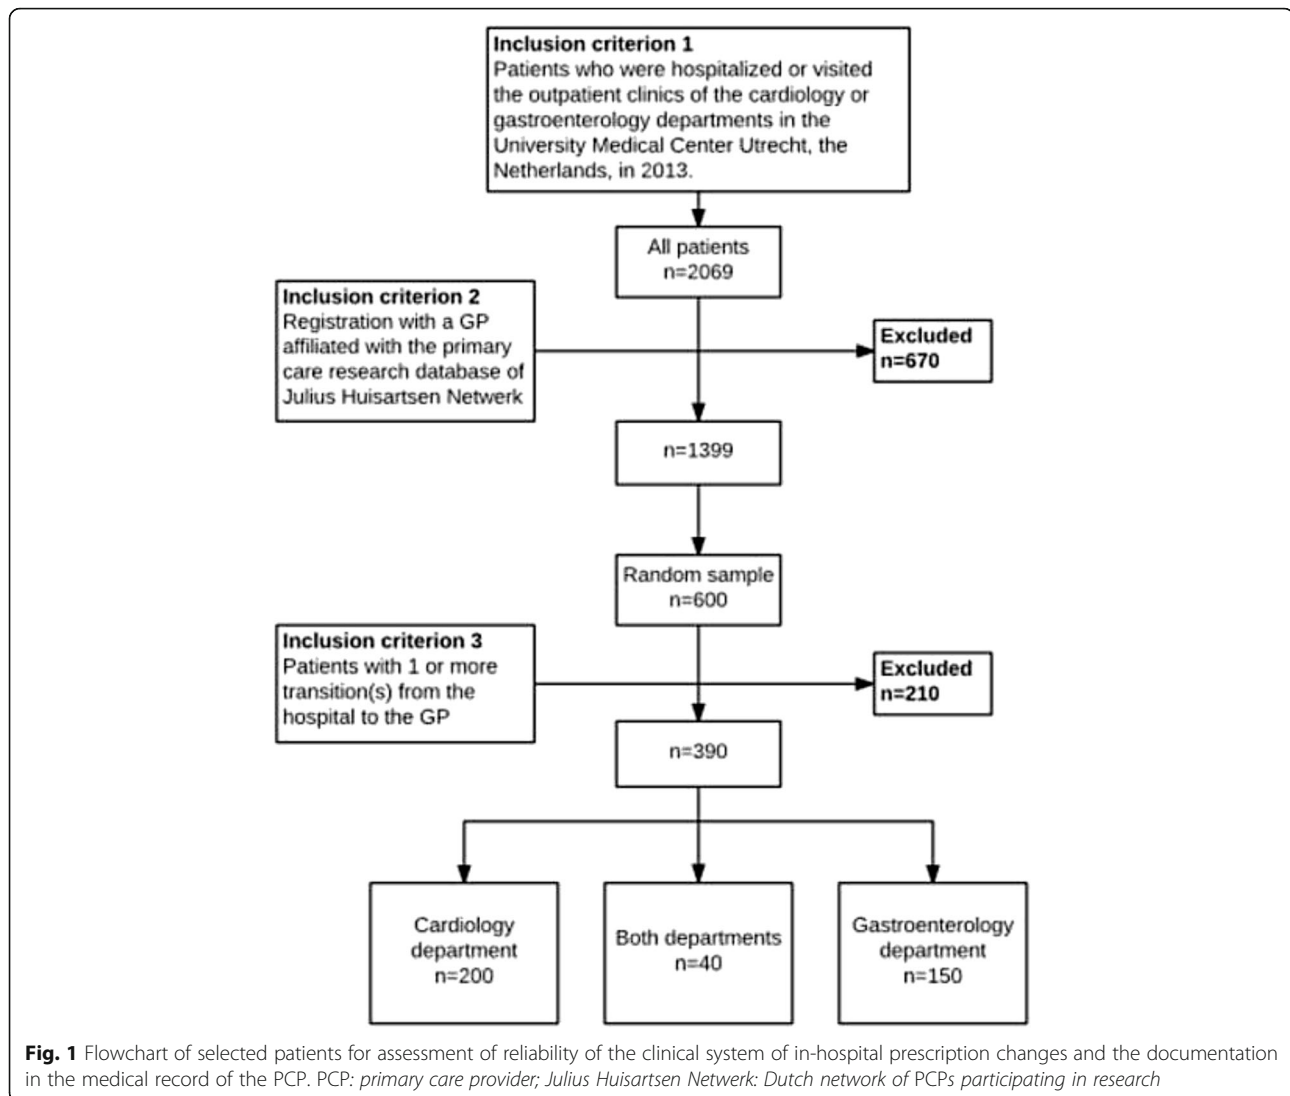 Inclusion criterion 1
Patients who were hospitalized or visited
the outpatient clinics of the cardiology or
gastroenterology departments in the
University Medical Center Utrecht, the
Netherlands, in 2013.
All patients
n=2069
Inclusion criterion 2
Registration with a GP
affiliated with the primary
care research database of
Julius Huisartsen Netwerk
Excluded
n=670
n=1399
Random sample
n=600
Inclusion criterion 3
Patients with 1 or more
transition(s) from the
hospital to the GP
Excluded
n=210
n=390
Cardiology
department
n=200
Both departments
n=40
Gastroenterology
department
n=150
Fig. 1 Flowchart of selected patients for assessment of reliability of the clinical system of in-hospital prescription changes and the documentation
in the medical record of the PCP. PCP: primary care provider; Julius Huisartsen Netwerk: Dutch network of PCPs participating in research